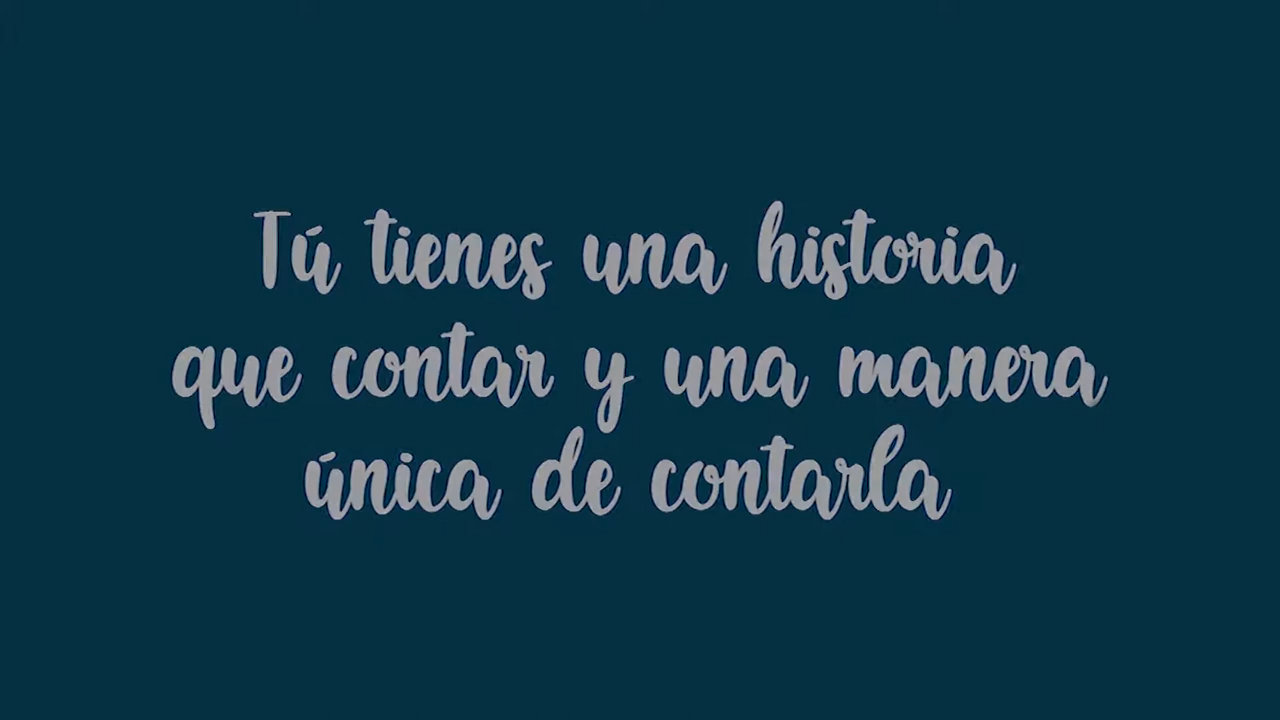 Tú tienes una historia
que contar y una manera
única de contarla